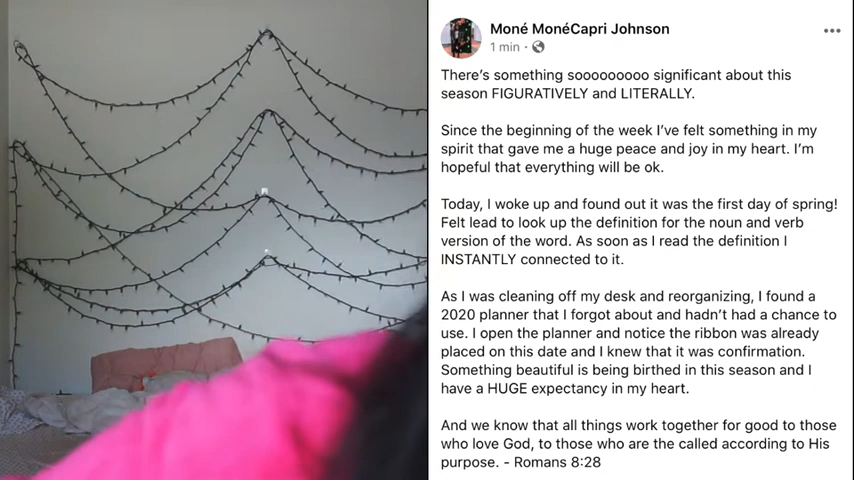 Moné MonéCapri Johnson
1 min ·
There's something sooooooooo significant about this
season FIGURATIVELY and LITERALLY.
Since the beginning of the week I've felt something in my
spirit that gave me a huge peace and joy in my heart. I'm
hopeful that everything will be ok.
Today, I woke up and found out it was the first day of spring!
Felt lead to look up the definition for the noun and verb
version of the word. As soon as I read the definition I
INSTANTLY connected to it.
As I was cleaning off my desk and reorganizing, I found a
2020 planner that I forgot about and hadn't had a chance to
use. I open the planner and notice the ribbon was already
placed on this date and I knew that it was confirmation.
Something beautiful is being birthed in this season and I
have a HUGE expectancy in my heart.
And we know that all things work together for good to those
who love God, to those who are the called according to His
purpose. - Romans 8:28